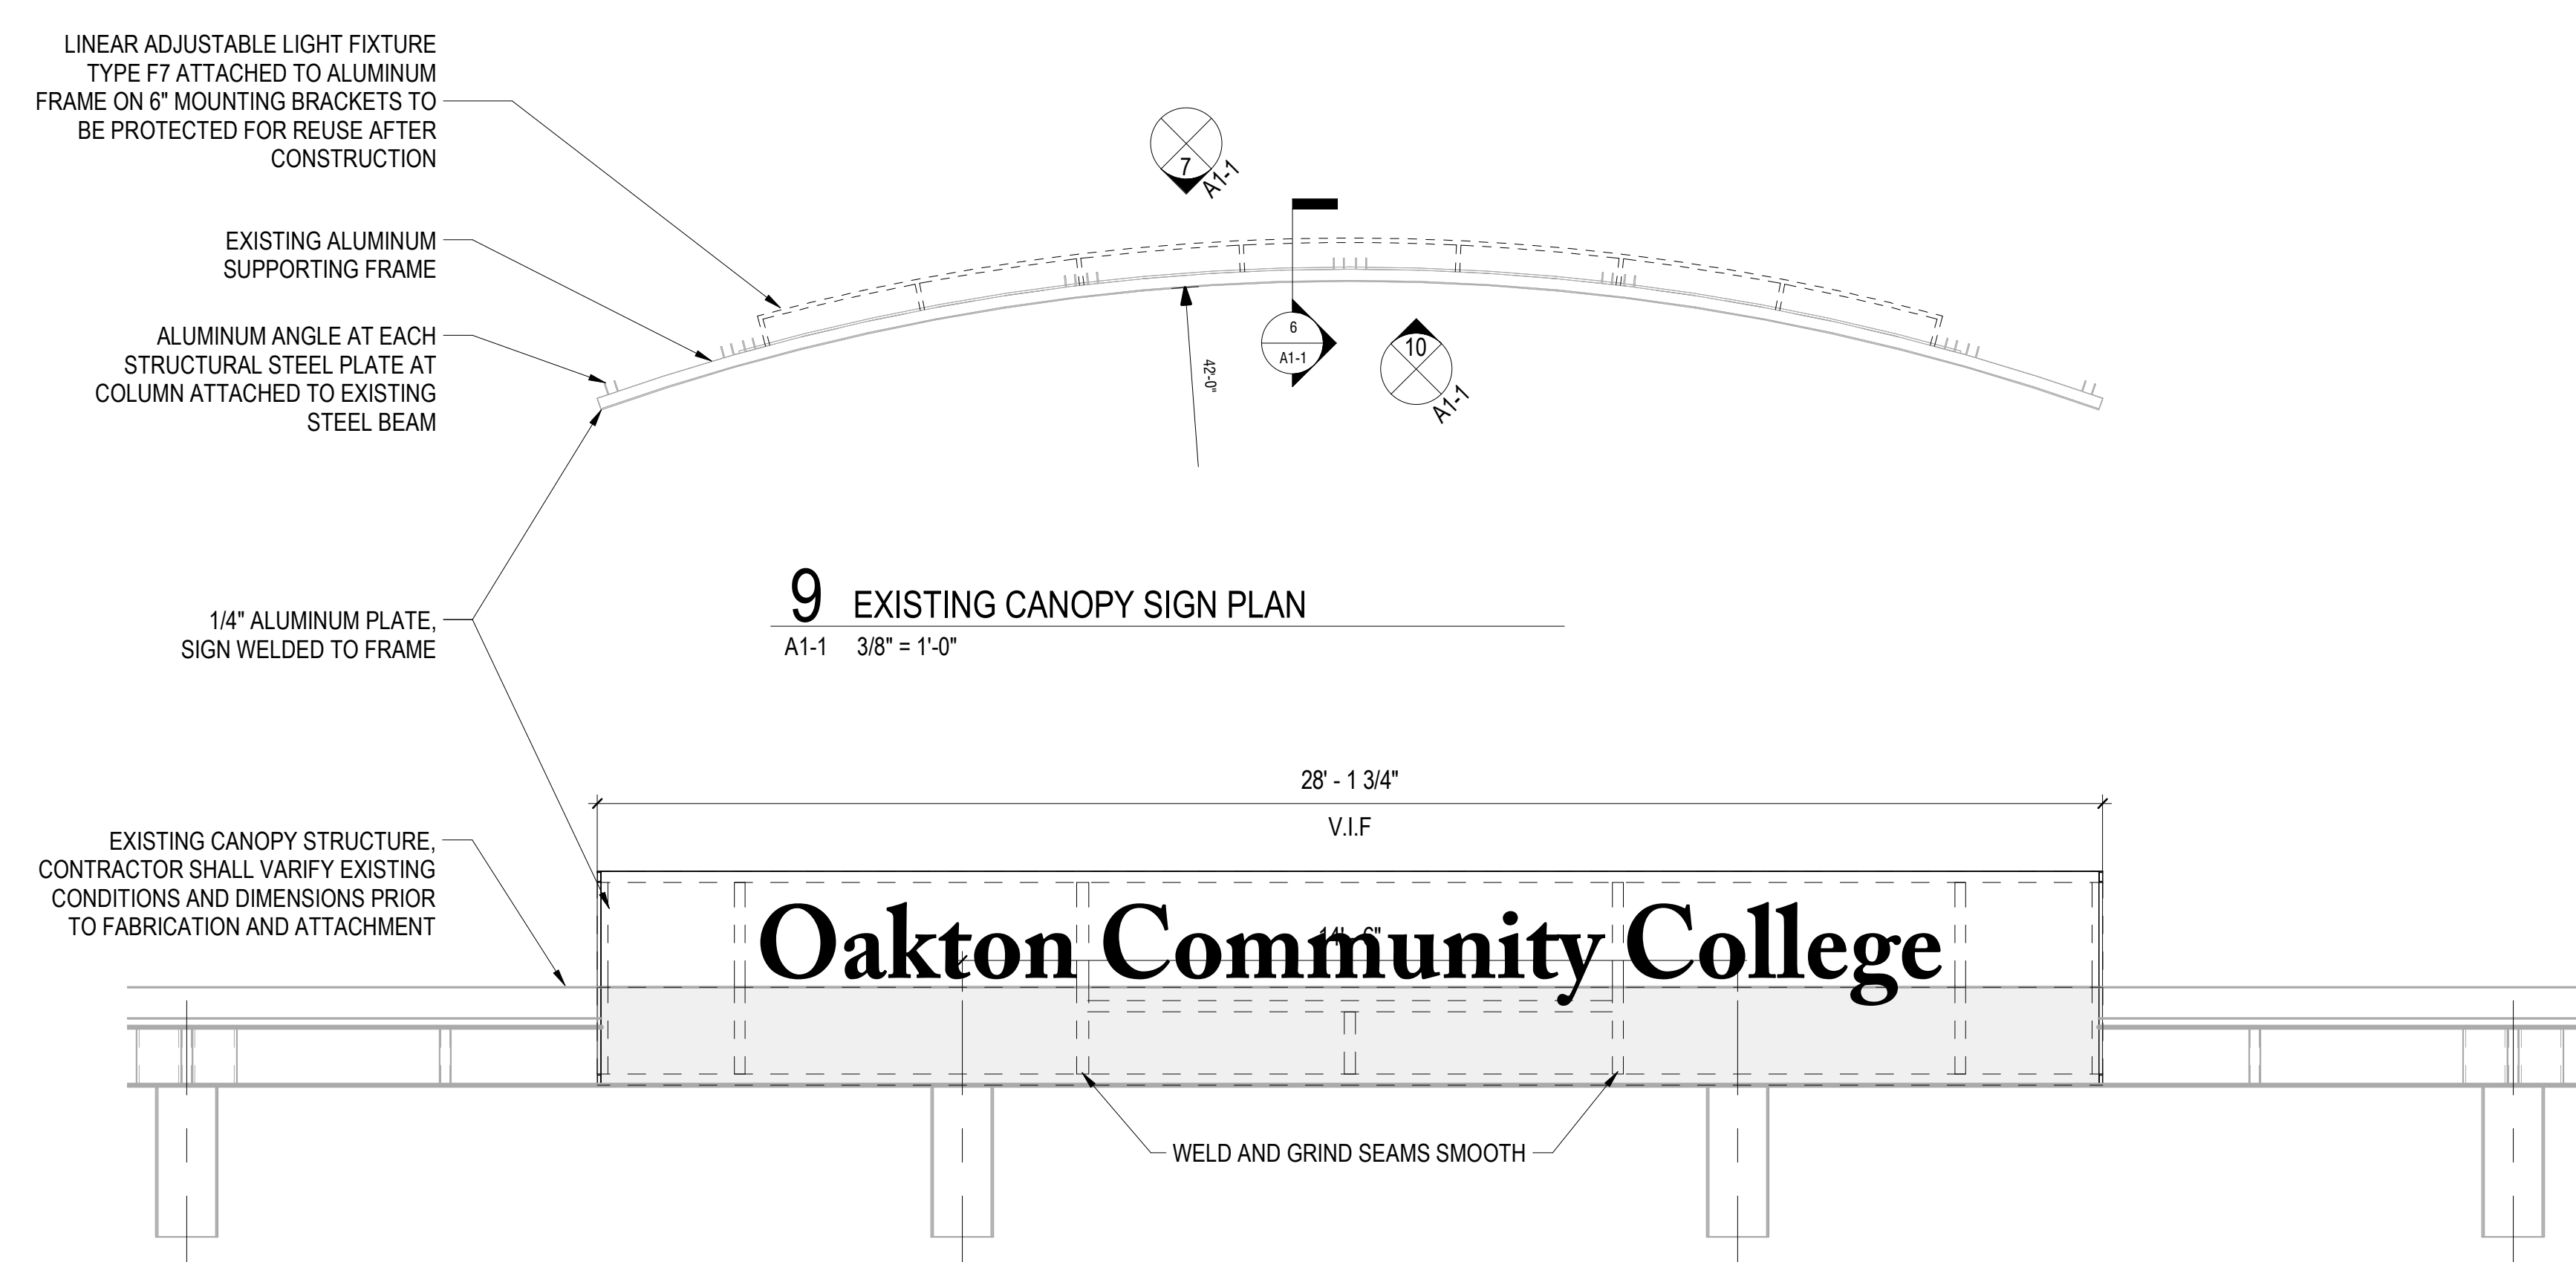 LINEAR ADJUSTABLE LIGHT FIXTURE
TYPE F7 ATTACHED TO ALUMINUM
FRAME ON 6" MOUNTING BRACKETS TO
BE PROTECTED FOR REUSE AFTER
CONSTRUCTION
EXISTING ALUMINUM
SUPPORTING FRAME
ALUMINUM ANGLE AT EACH
STRUCTURAL STEEL PLATE AT
COLUMN ATTACHED TO EXISTING
STEEL BEAM
7
A1-1
6
A1-1
10
A1-1
42'-0"
9 EXISTING CANOPY SIGN PLAN
A1-1 3/8" = 1'-0"
1/4" ALUMINUM PLATE,
SIGN WELDED TO FRAME
28' - 1 3/4"
V.I.F
EXISTING CANOPY STRUCTURE,
CONTRACTOR SHALL VARIFY EXISTING
CONDITIONS AND DIMENSIONS PRIOR
TO FABRICATION AND ATTACHMENT
Oakton Community College
WELD AND GRIND SEAMS SMOOTH